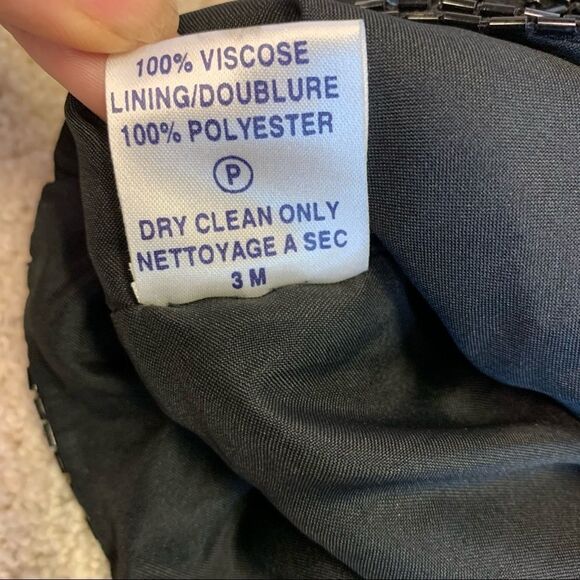 100% VISCOSE
LINING/DOUBLURE
100% POLYESTER
P
DRY CLEAN ONLY
NETTOYAGE A SEC
3 M